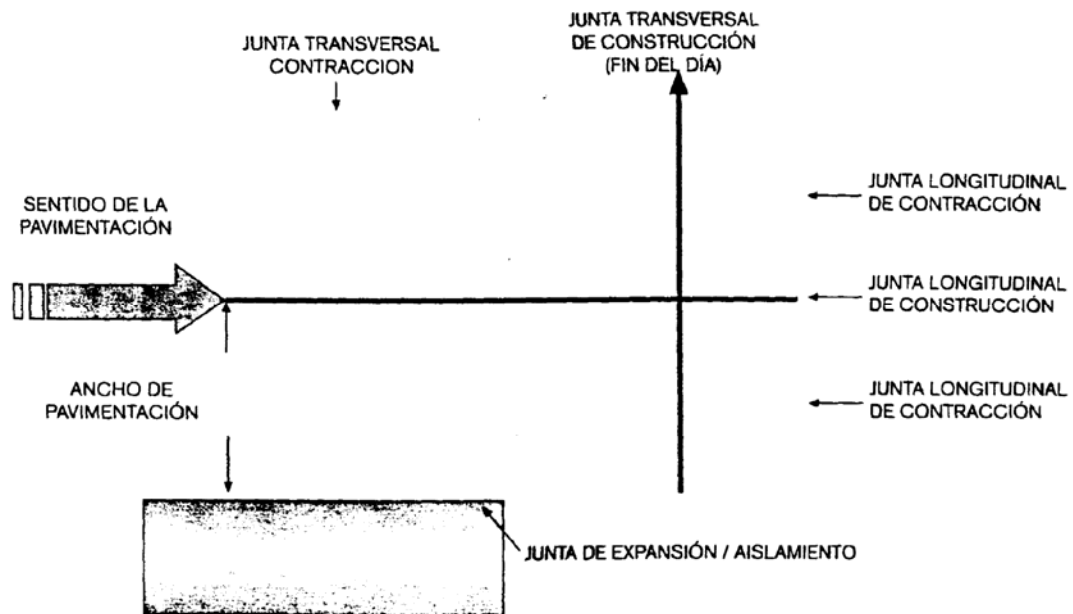 JUNTA TRANSVERSAL
CONTRACCION
JUNTA TRANSVERSAL
DE CONSTRUCCIÓN
(FIN DEL DÍA)
SENTIDO DE LA
PAVIMENTACIÓN
JUNTA LONGITUDINAL
DE CONTRACCIÓN
JUNTA LONGITUDINAL
DE CONSTRUCCIÓN
ANCHO DE
PAVIMENTACIÓN
JUNTA LONGITUDINAL
DE CONTRACCIÓN
JUNTA DE EXPANSIÓN / AISLAMIENTO